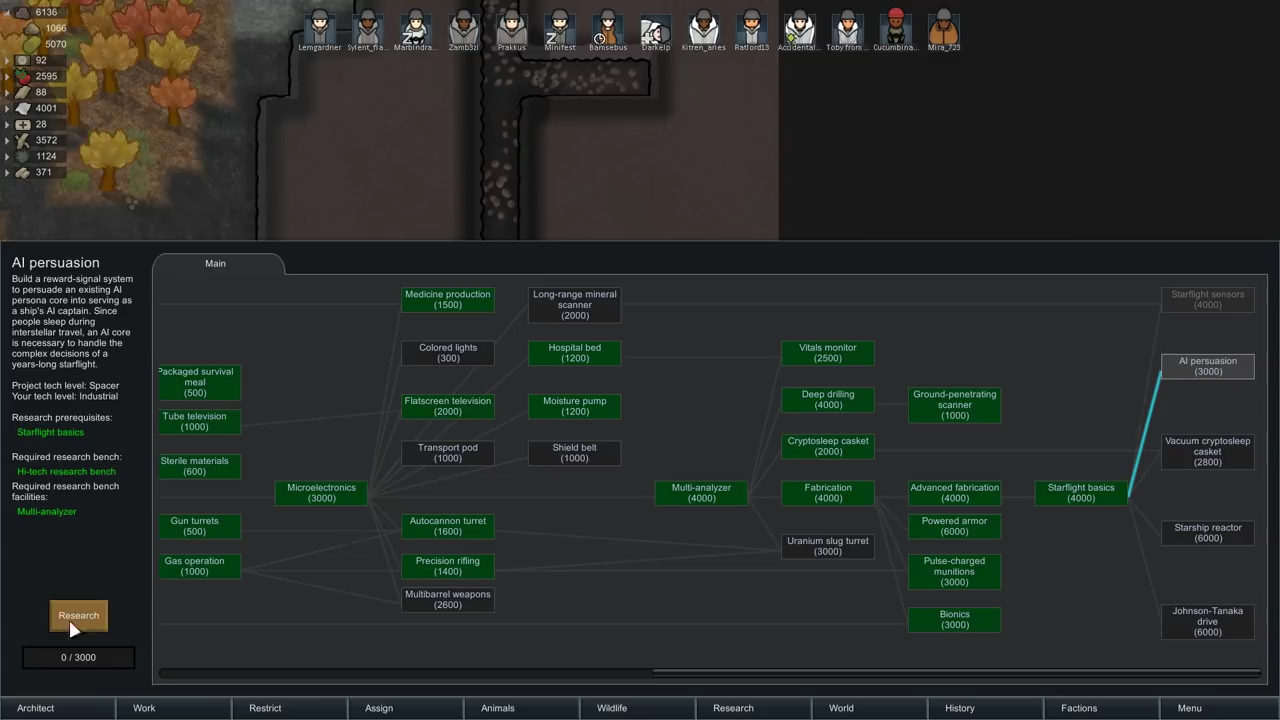 6136
1066
5070
92
2595
88
4001
28
3572
1124
371
Lemgardner
Sylent_fla...
Marbindra...
Zamb3zi
Prakkus
Minifest
Bamsebus
Darkelp
Kitren_aries
Ratlord13
Accidental...
Toby from ...
Cucumbina...
Mira_723
AI persuasion
Build a reward-signal system
to persuade an existing AI
persona core into serving as
a ship's AI captain. Since
people sleep during
interstellar travel, an AI core
is necessary to handle the
complex decisions of a
years-long starflight.
Project tech level: Spacer
Your tech level: Industrial
Research prerequisites:
Starflight basics
Required research bench:
Hi-tech research bench
Required research bench
facilities:
Multi-analyzer
Research
0 / 3000
Main
Packaged survival
meal
(500)
Tube television
(1000)
Sterile materials
(600)
Gun turrets
(500)
Gas operation
(1000)
Microelectronics
(3000)
Medicine production
(1500)
Colored lights
(300)
Flatscreen television
(2000)
Transport pod
(1000)
Autocannon turret
(1600)
Precision rifling
(1400)
Multibarrel weapons
(2600)
Long-range mineral
scanner
(2000)
Hospital bed
(1200)
Moisture pump
(1200)
Shield belt
(1000)
Multi-analyzer
(4000)
Vitals monitor
(2500)
Deep drilling
(4000)
Cryptosleep casket
(2000)
Fabrication
(4000)
Uranium slug turret
(3000)
Ground-penetrating
scanner
(1000)
Advanced fabrication
(4000)
Powered armor
(6000)
Pulse-charged
munitions
(3000)
Bionics
(3000)
Starflight basics
(4000)
Starflight sensors
(4000)
AI persuasion
(3000)
Vacuum cryptosleep
casket
(2800)
Starship reactor
(6000)
Johnson-Tanaka
drive
(6000)
Architect
Work
Restrict
Assign
Animals
Wildlife
Research
World
History
Factions
Menu